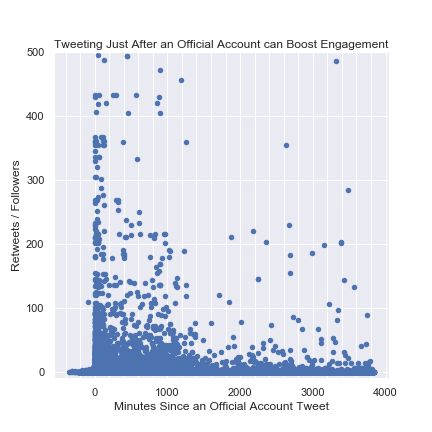 Tweeting Just After an Official Account can Boost Engagement
500
400
300
200
100
0
Retweets / Followers
0 1000 2000 3000 4000
Minutes Since an Official Account Tweet